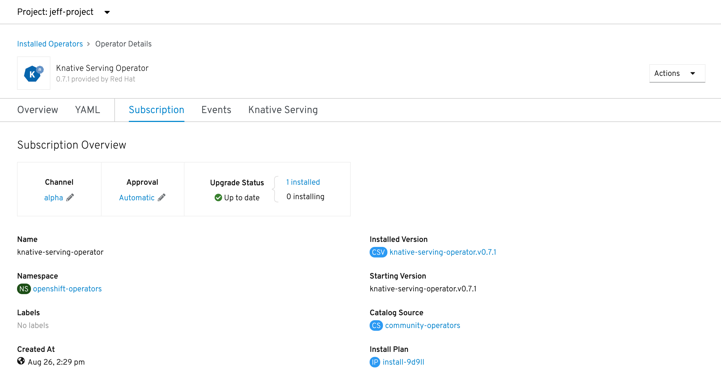 Project: jeff-project
Installed Operators > Operator Details
K
Knative Serving Operator
0.7.1 provided by Red Hat
Actions
Overview YAML Subscription Events Knative Serving
Subscription Overview
Channel Approval Upgrade Status 1 installed
alpha Automatic Up to date 0 installing
Name
knative-serving-operator
Installed Version
CSV knative-serving-operator.v0.7.1
Namespace
NS openshift-operators
Starting Version
knative-serving-operator.v0.7.1
Labels
No labels
Catalog Source
CS community-operators
Created At
Aug 26, 2:29 pm
Install Plan
IP install-9d9ll